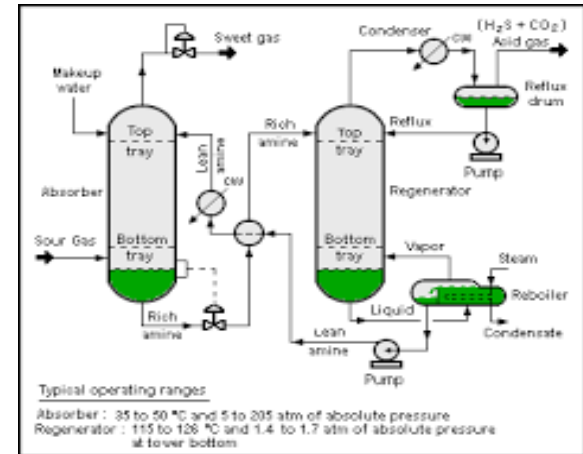 Sweet gas
Makeup
water
Top
tray
Absorber
Sour Gas
Bottom
tray
Rich
amine
Lean
amine
CW
Rich
amine
Condenser
CW
(H₂S + CO₂)
Acid gas
Reflux
drum
Reflux
Pump
Top
tray
Regenerator
Bottom
tray
Vapor
Steam
Reboiler
Liquid
Condensate
Lean
amine
Pump
Typical operating ranges
Absorber : 35 to 50 °C and 5 to 205 atm of absolute pressure
Regenerator : 115 to 126 °C and 1.4 to 1.7 atm of absolute pressure
at tower bottom